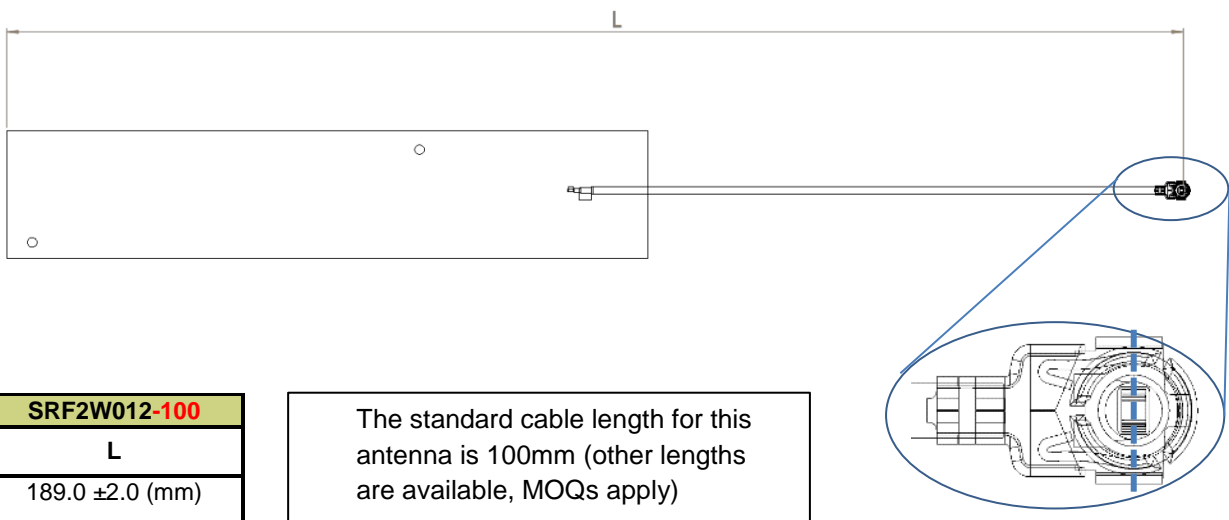 L
SRF2W012-100
L
189.0 ±2.0 (mm)
The standard cable length for this
antenna is 100mm (other lengths
are available, MOQs apply)